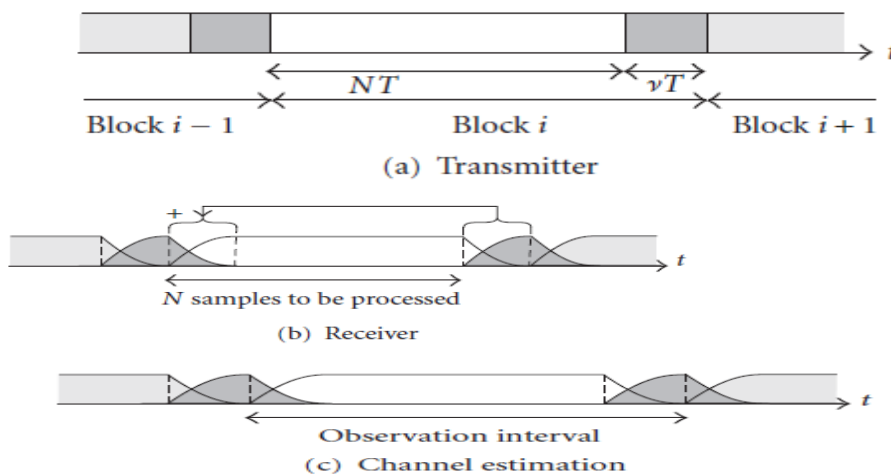 t
NT
νT
Block i − 1
Block i
Block i + 1
(a) Transmitter
+
t
N samples to be processed
(b) Receiver
t
Observation interval
(c) Channel estimation